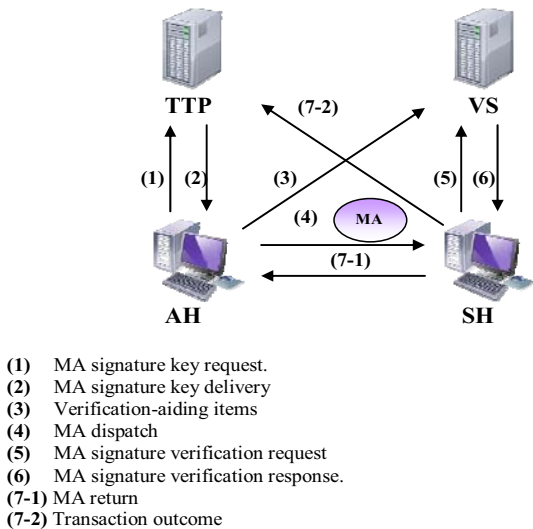 TTP
VS
(7-2)
(1)
(2)
(3)
(5)
(6)
(4)
MA
(7-1)
AH
SH
(1) MA signature key request.
(2) MA signature key delivery
(3) Verification-aiding items
(4) MA dispatch
(5) MA signature verification request
(6) MA signature verification response.
(7-1) MA return
(7-2) Transaction outcome